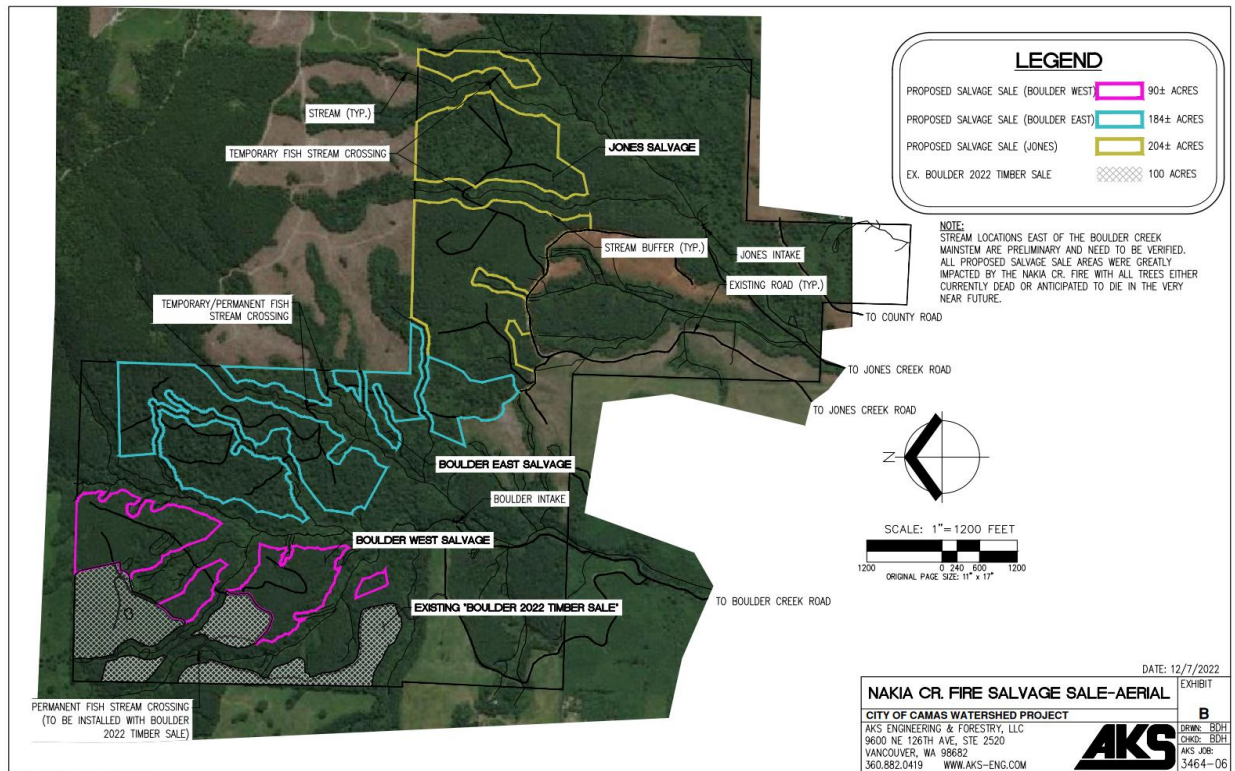 LEGEND
PROPOSED SALVAGE SALE (BOULDER WEST) 90± ACRES
PROPOSED SALVAGE SALE (BOULDER EAST) 184± ACRES
PROPOSED SALVAGE SALE (JONES) 204± ACRES
EX. BOULDER 2022 TIMBER SALE 100 ACRES
NOTE:
STREAM LOCATIONS EAST OF THE BOULDER CREEK
MAINSTEM ARE PRELIMINARY AND NEED TO BE VERIFIED.
ALL PROPOSED SALVAGE SALE AREAS WERE GREATLY
IMPACTED BY THE NAKIA CR. FIRE WITH ALL TREES EITHER
CURRENTLY DEAD OR ANTICIPATED TO DIE IN THE VERY
NEAR FUTURE.
STREAM (TYP.)
TEMPORARY FISH STREAM CROSSING
JONES SALVAGE
STREAM BUFFER (TYP.)
JONES INTAKE
EXISTING ROAD (TYP.)
TO COUNTY ROAD
TEMPORARY/PERMANENT FISH
STREAM CROSSING
TO JONES CREEK ROAD
TO JONES CREEK ROAD
BOULDER EAST SALVAGE
BOULDER INTAKE
BOULDER WEST SALVAGE
TO BOULDER CREEK ROAD
EXISTING "BOULDER 2022 TIMBER SALE"
PERMANENT FISH STREAM CROSSING
(TO BE INSTALLED WITH BOULDER
2022 TIMBER SALE)
N
SCALE: 1"=1200 FEET
1200 0 240 600 1200
ORIGINAL PAGE SIZE: 11" x 17"
DATE: 12/7/2022
NAKIA CR. FIRE SALVAGE SALE-AERIAL
EXHIBIT
B
CITY OF CAMAS WATERSHED PROJECT
AKS ENGINEERING & FORESTRY, LLC
9600 NE 126TH AVE, STE 2520
VANCOUVER, WA 98682
360.882.0419 WWW.AKS-ENG.COM
AKS
DRWN: BDH
CHKD: BDH
AKS JOB:
3464-06